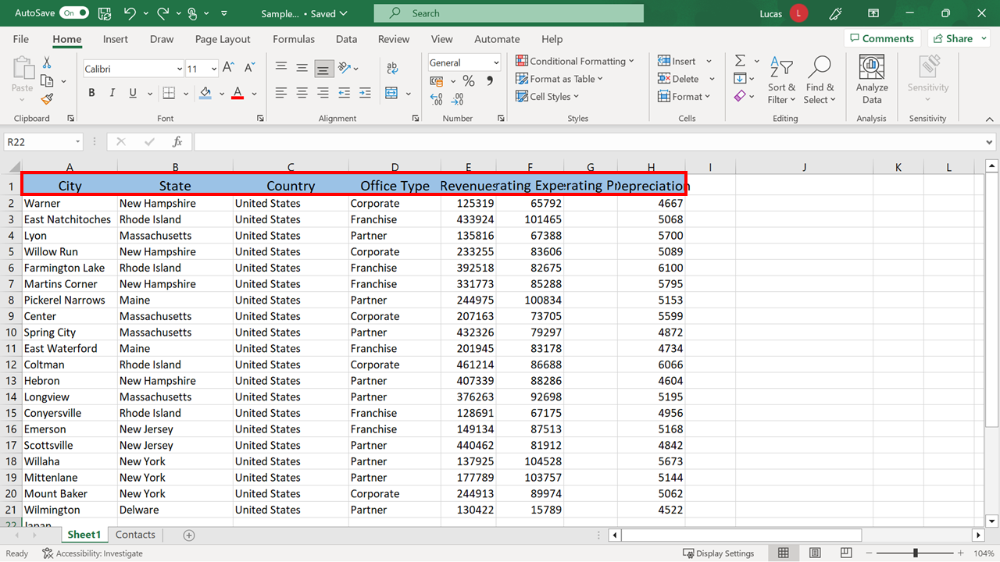 AutoSave On Sample... • Saved Search Lucas L
File Home Insert Draw Page Layout Formulas Data Review View Automate Help Comments Share
Paste Calibri 11 General Conditional Formatting Insert
B I U A Format as Table Delete Sort & Filter Find & Select Analyze Data Sensitivity
Cell Styles Format
Clipboard Font Alignment Number Styles Cells Editing Analysis Sensitivity
R22 fx
A B C D E F G H I J K L
1 City State Country Office Type Revenues rating Expe rating Pr Depreciation
2 Warner New Hampshire United States Corporate 125319 65792 4667
3 East Natchitoches Rhode Island United States Franchise 433924 101465 5068
4 Lyon Massachusetts United States Partner 135816 67388 5700
5 Willow Run New Hampshire United States Corporate 233255 83606 5089
6 Farmington Lake Rhode Island United States Franchise 392518 82675 6100
7 Martins Corner New Hampshire United States Franchise 331773 85288 5795
8 Pickerel Narrows Maine United States Partner 244975 100834 5153
9 Center Massachusetts United States Corporate 207163 73705 5599
10 Spring City Massachusetts United States Partner 432326 79297 4872
11 East Waterford Maine United States Franchise 201945 83178 4734
12 Coltman Rhode Island United States Corporate 461214 86688 6066
13 Hebron New Hampshire United States Partner 407339 88286 4604
14 Longview Massachusetts United States Partner 376263 92698 5195
15 Conyersville Rhode Island United States Franchise 128691 67175 4956
16 Emerson New Jersey United States Franchise 149134 87513 5168
17 Scottsville New Jersey United States Partner 440462 81912 4842
18 Willaha New York United States Partner 137925 104528 5673
19 Mittenlane New York United States Partner 177789 103757 5144
20 Mount Baker New York United States Corporate 244913 89974 5062
21 Wilmington Delware United States Partner 130422 15789 4522
22 Japan
Sheet1 Contacts
Ready Accessibility: Investigate Display Settings 104%